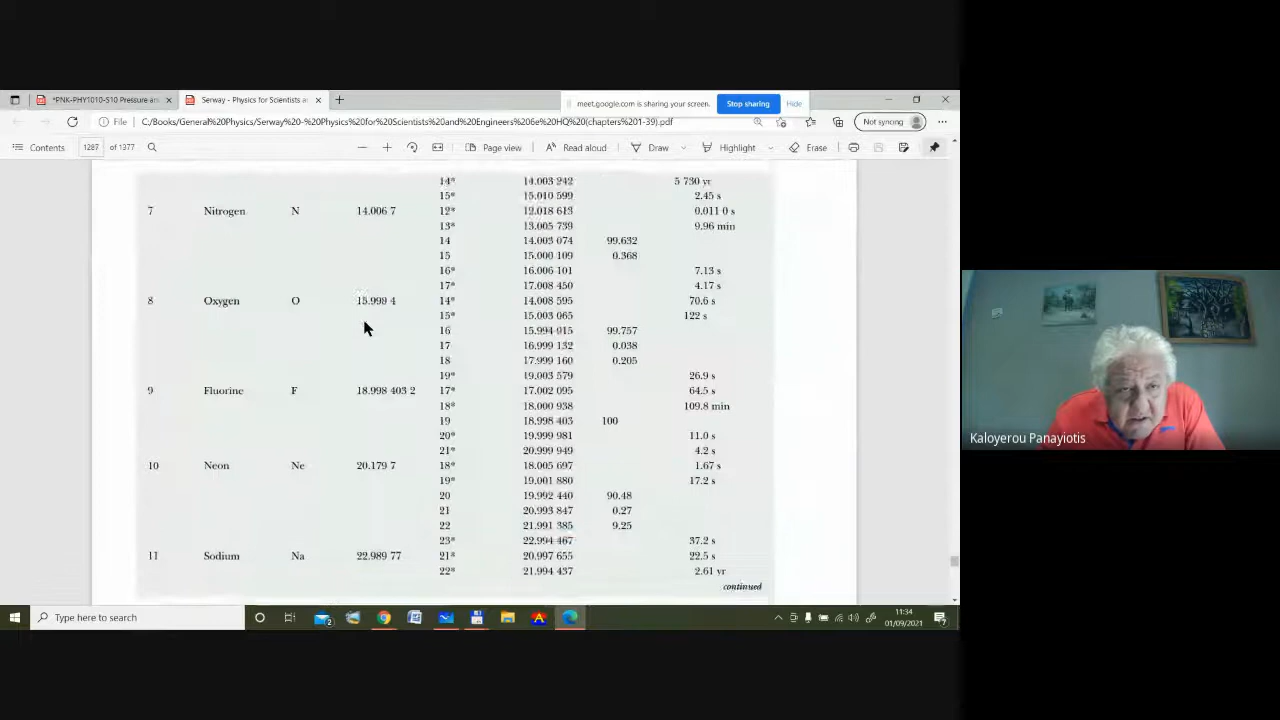 *PNK-PHY1010-S10 Pressure an
Serway - Physics for Scientists a
meet.google.com is sharing your screen.
Stop sharing
Hide
File
C:/Books/General%20Physics/Serway%20-%20Physics%20for%20Scientists%20and%20Engineers%206e%20HQ%20(chapters%201-39).pdf
Not syncing
Contents
1287
of 1377
Page view
Read aloud
Draw
Highlight
Erase
14* 14.003 242 5 730 yr
15* 15.010 599 2.45 s
7 Nitrogen N 14.006 7 12* 12.018 613 0.011 0 s
13* 13.005 739 9.96 min
14 14.003 074 99.632
15 15.000 109 0.368
16* 16.006 101 7.13 s
17* 17.008 450 4.17 s
8 Oxygen O 15.999 4 14* 14.008 595 70.6 s
15* 15.003 065 122 s
16 15.994 915 99.757
17 16.999 132 0.038
18 17.999 160 0.205
19* 19.003 579 26.9 s
9 Fluorine F 18.998 403 2 17* 17.002 095 64.5 s
18* 18.000 938 109.8 min
19 18.998 403 100
20* 19.999 981 11.0 s
21* 20.999 949 4.2 s
10 Neon Ne 20.179 7 18* 18.005 697 1.67 s
19* 19.001 880 17.2 s
20 19.992 440 90.48
21 20.993 847 0.27
22 21.991 385 9.25
23* 22.994 467 37.2 s
11 Sodium Na 22.989 77 21* 20.997 655 22.5 s
22* 21.994 437 2.61 yr
continued
Kaloyerou Panayiotis
Type here to search
11:34
01/09/2021